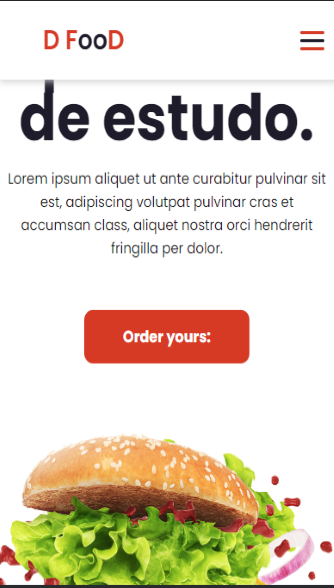 D FooD
de estudo.
Lorem ipsum aliquet ut ante curabitur pulvinar sit
est, adipiscing volutpat pulvinar cras et
accumsan class, aliquet nostra orci hendrerit
fringilla per dolor.
Order yours: